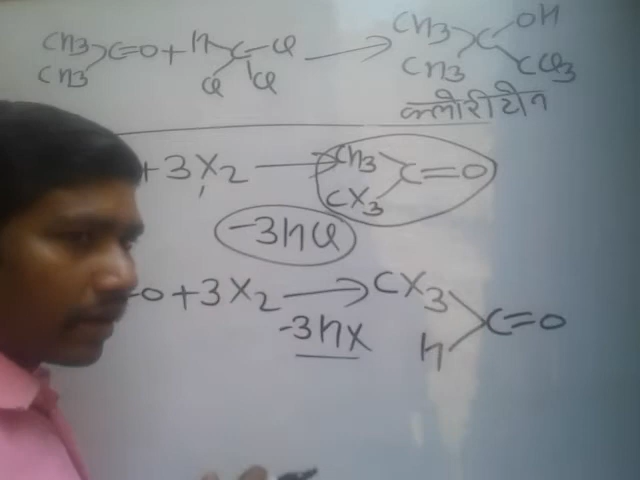 CH3 CH3 >C=O + H C Cl Cl Cl → CH3 CH3 >C OH CCl3
क्लोरीटोन
+3X2 → CH3 CX3 >C=O
-3HCl
-O+3X2 → CX3 H >C=O
-3HX